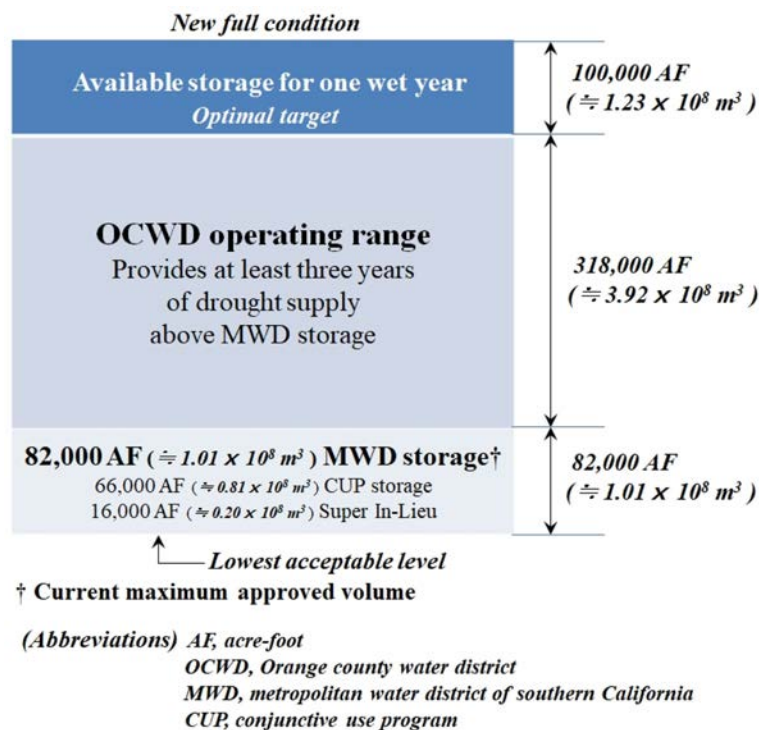 New full condition
Available storage for one wet year
Optimal target
100,000 AF
( ≒ 1.23 x 10⁸ m³ )
OCWD operating range
Provides at least three years
of drought supply
above MWD storage
318,000 AF
( ≒ 3.92 x 10⁸ m³ )
82,000 AF ( ≒ 1.01 x 10⁸ m³ ) MWD storage†
66,000 AF ( ≒ 0.81 x 10⁸ m³ ) CUP storage
16,000 AF ( ≒ 0.20 x 10⁸ m³ ) Super In-Lieu
82,000 AF
( ≒ 1.01 x 10⁸ m³ )
Lowest acceptable level
† Current maximum approved volume
(Abbreviations) AF, acre-foot
OCWD, Orange county water district
MWD, metropolitan water district of southern California
CUP, conjunctive use program